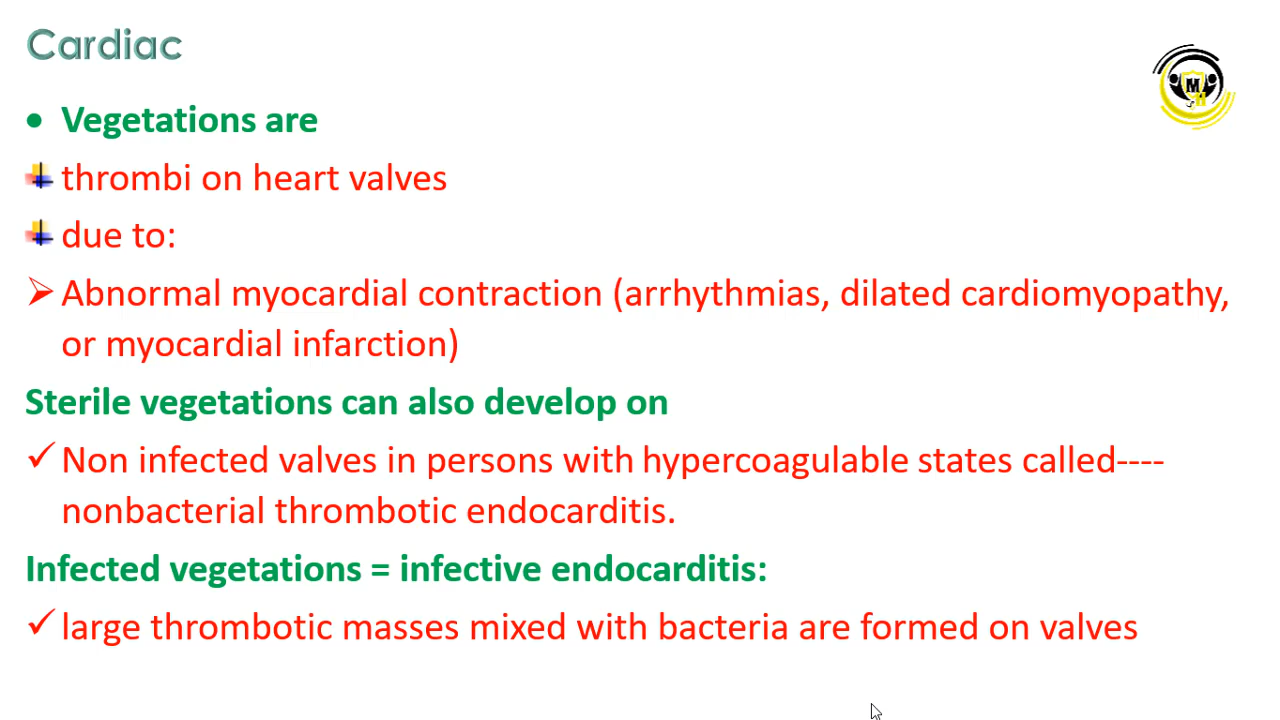 Cardiac
• Vegetations are
thrombi on heart valves
due to:
➢ Abnormal myocardial contraction (arrhythmias, dilated cardiomyopathy,
or myocardial infarction)
Sterile vegetations can also develop on
✓ Non infected valves in persons with hypercoagulable states called----
nonbacterial thrombotic endocarditis.
Infected vegetations = infective endocarditis:
✓ large thrombotic masses mixed with bacteria are formed on valves